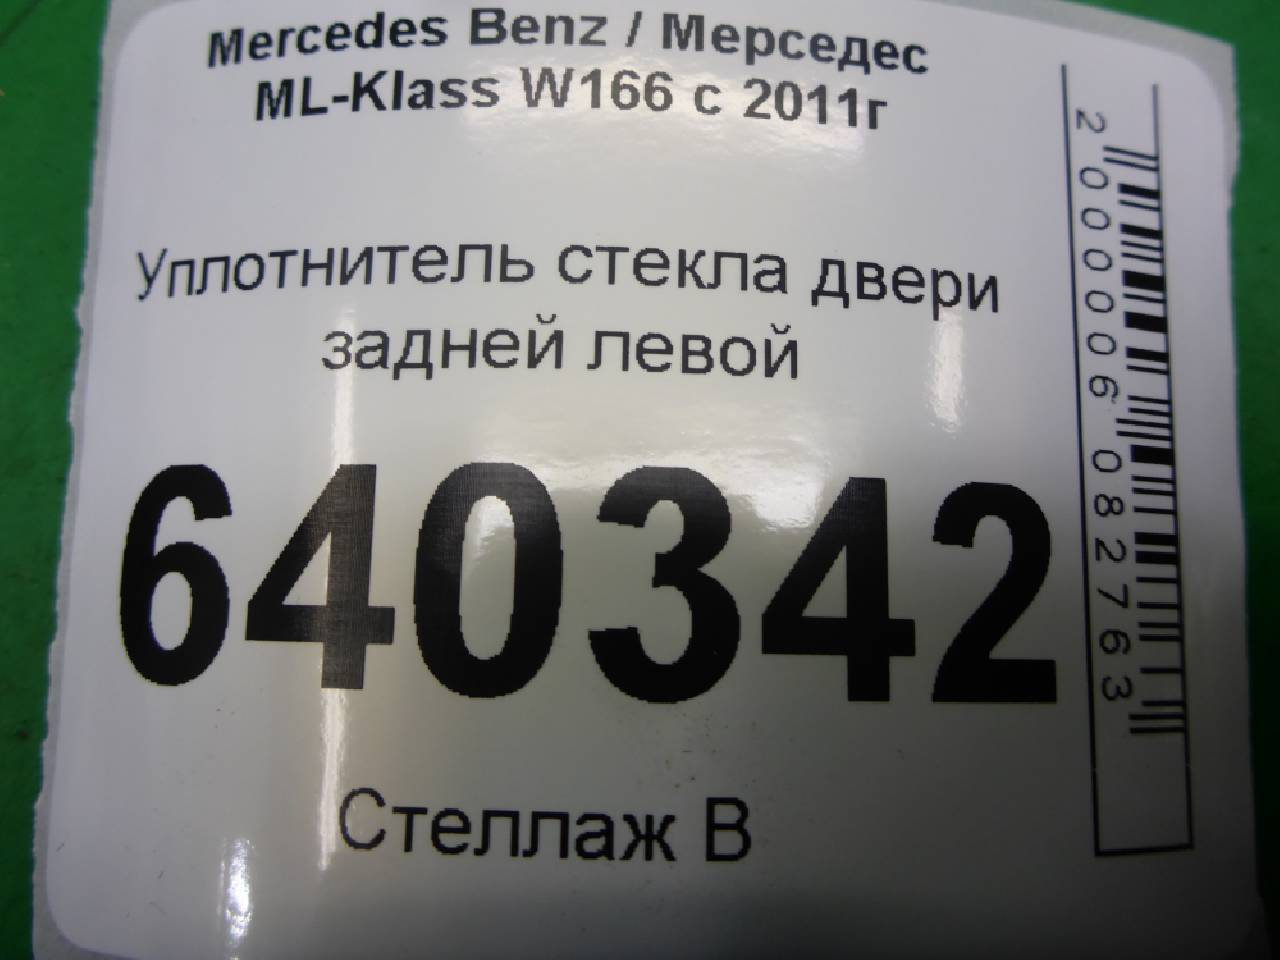 Mercedes Benz / Мерседес
ML-Klass W166 с 2011г
Уплотнитель стекла двери
задней левой
640342
Стеллаж В
2000006082763